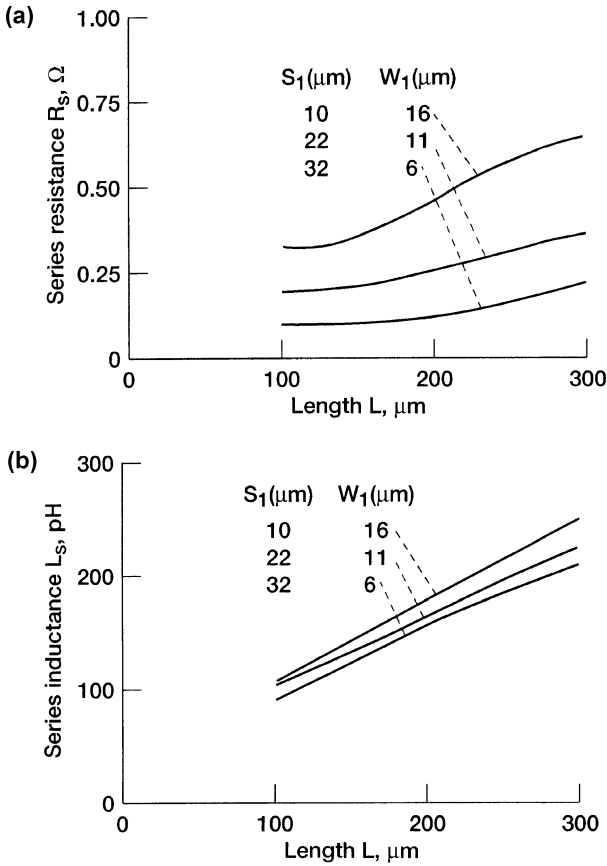 (a)
1.00
0.75
0.50
0.25
0
Series resistance Rs, Ω
S1(μm) W1(μm)
10 16
22 11
32 6
0 100 200 300
Length L, μm
(b)
300
200
100
0
Series inductance Ls, pH
S1(μm) W1(μm)
10 16
22 11
32 6
0 100 200 300
Length L, μm